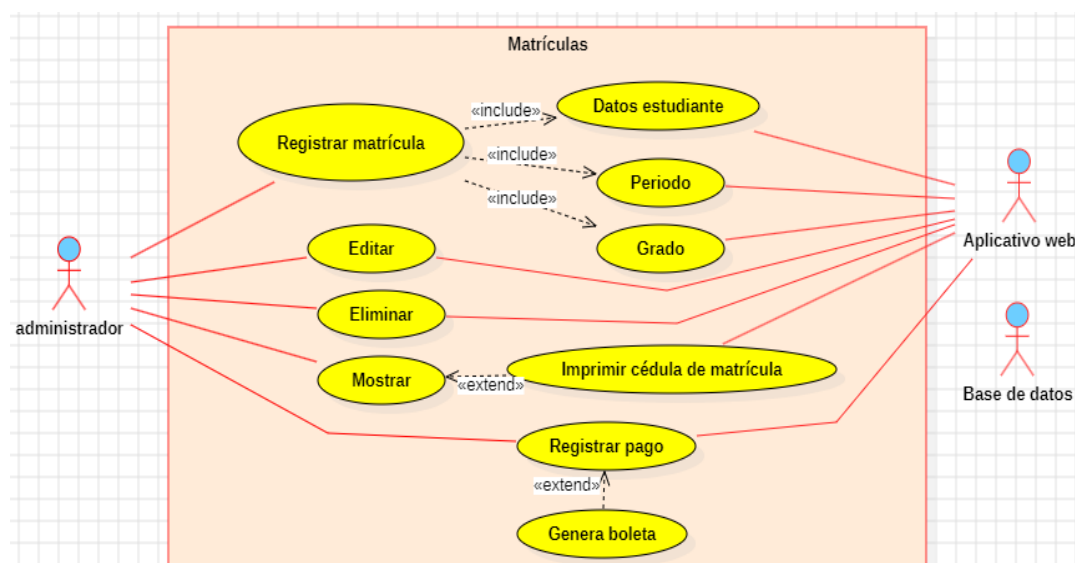 Matrículas
Registrar matrícula
«include»
Datos estudiante
«include»
Periodo
«include»
Grado
Editar
Eliminar
Mostrar
«extend»
Imprimir cédula de matrícula
Registrar pago
«extend»
Genera boleta
administrador
Aplicativo web
Base de datos